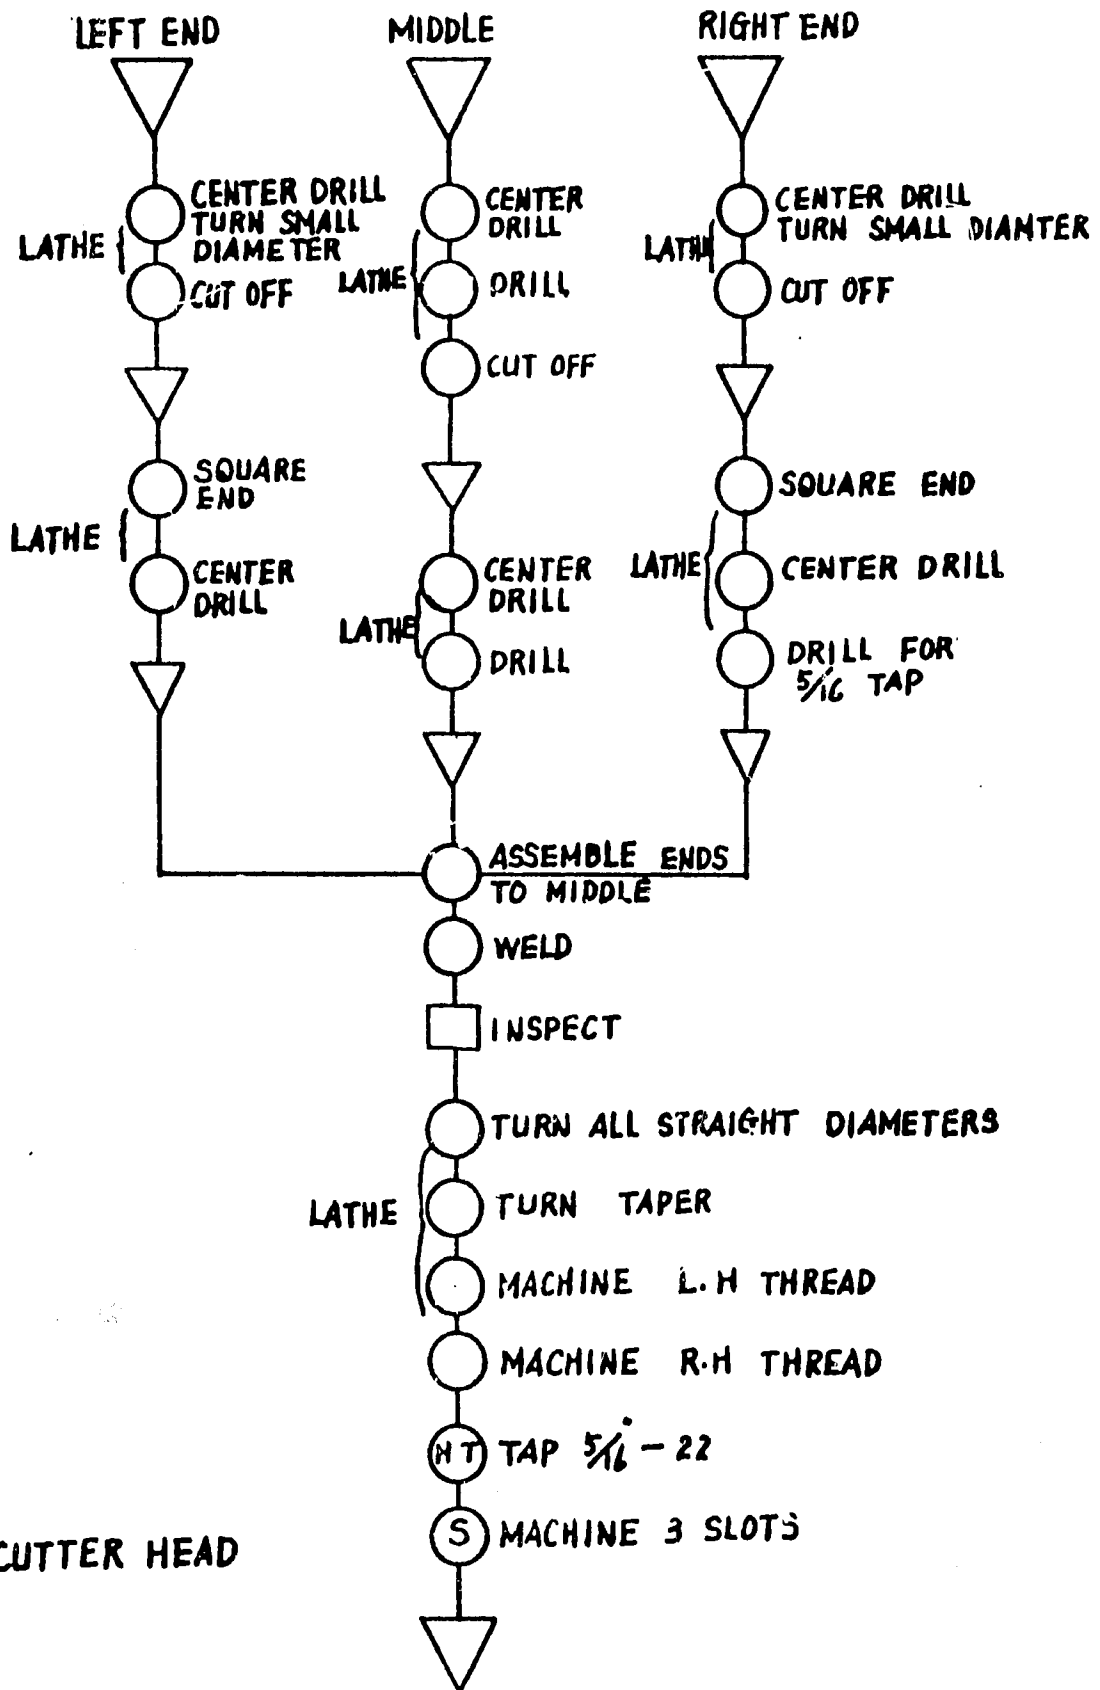 LEFT END
MIDDLE
RIGHT END
CENTER DRILL
TURN SMALL
DIAMETER
LATHE
CUT OFF
SQUARE
END
LATHE
CENTER
DRILL
CENTER
DRILL
LATHE
DRILL
CUT OFF
CENTER
DRILL
LATHE
DRILL
CENTER DRILL
TURN SMALL DIAMTER
LATHE
CUT OFF
SQUARE END
LATHE
CENTER DRILL
DRILL FOR
5/16 TAP
ASSEMBLE ENDS
TO MIDDLE
WELD
INSPECT
TURN ALL STRAIGHT DIAMETERS
LATHE
TURN TAPER
MACHINE L.H THREAD
MACHINE R.H THREAD
HT TAP 5/16 - 22
S MACHINE 3 SLOTS
CUTTER HEAD